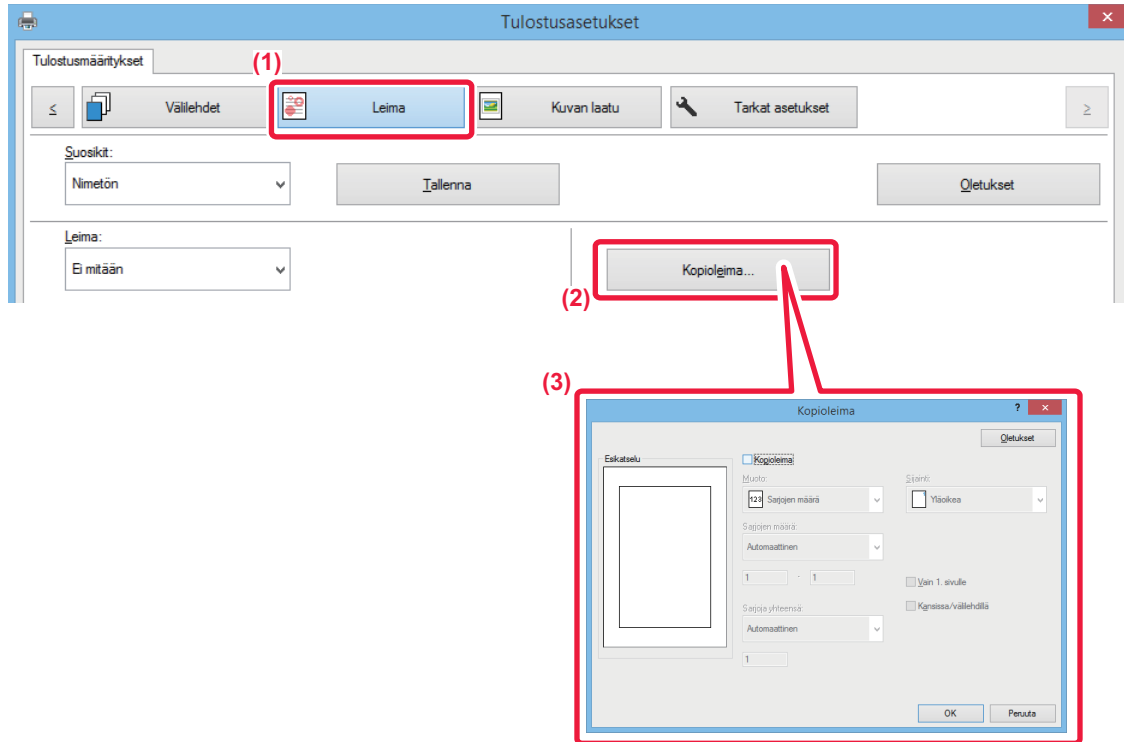 Tulostusasetukset
Tulostusmääritykset
(1)
≤ Välilehdet Leima Kuvan laatu Tarkat asetukset ≥
Suosikit:
Nimetön Tallenna Oletukset
Leima:
Ei mitään Kopioleima...
(2)
(3)
Kopioleima ?
Oletukset
Esikatselu Kopioleima
Muoto: Sijainti:
123 Sarjojen määrä Yläoikea
Sarjojen määrä:
Automaattinen
1 - 1 Vain 1. sivulle
Kansissa/välilehdillä
Sarjoja yhteensä:
Automaattinen
1
OK Peruuta